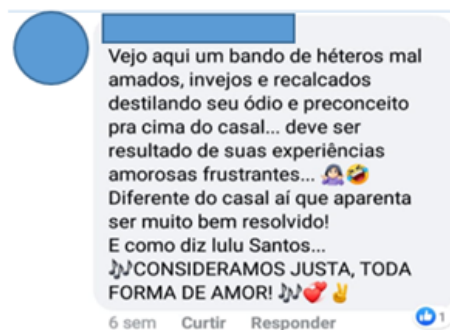 Vejo aqui um bando de héteros mal
amados, invejos e recalcados
destilando seu ódio e preconceito
pra cima do casal... deve ser
resultado de suas experiências
amorosas frustrantes... 🤷🏻‍♀️🤣
Diferente do casal aí que aparenta
ser muito bem resolvido!
E como diz lulu Santos...
🎶CONSIDERAMOS JUSTA, TODA
FORMA DE AMOR! 🎶💕✌
6 sem Curtir Responder 1